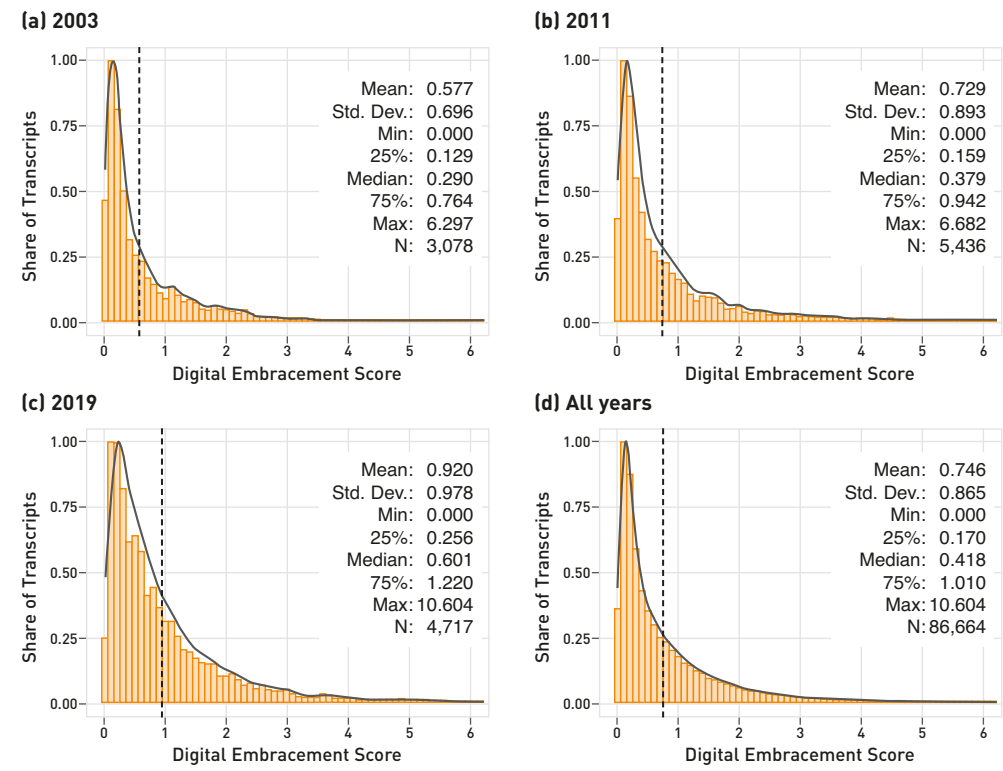 (a) 2003
1.00
0.75
0.50
0.25
0.00
Share of Transcripts
0 1 2 3 4 5 6
Digital Embracement Score
Mean: 0.577
Std. Dev.: 0.696
Min: 0.000
25%: 0.129
Median: 0.290
75%: 0.764
Max: 6.297
N: 3,078
(b) 2011
1.00
0.75
0.50
0.25
0.00
Share of Transcripts
0 1 2 3 4 5 6
Digital Embracement Score
Mean: 0.729
Std. Dev.: 0.893
Min: 0.000
25%: 0.159
Median: 0.379
75%: 0.942
Max: 6.682
N: 5,436
(c) 2019
1.00
0.75
0.50
0.25
0.00
Share of Transcripts
0 1 2 3 4 5 6
Digital Embracement Score
Mean: 0.920
Std. Dev.: 0.978
Min: 0.000
25%: 0.256
Median: 0.601
75%: 1.220
Max: 10.604
N: 4,717
(d) All years
1.00
0.75
0.50
0.25
0.00
Share of Transcripts
0 1 2 3 4 5 6
Digital Embracement Score
Mean: 0.746
Std. Dev.: 0.865
Min: 0.000
25%: 0.170
Median: 0.418
75%: 1.010
Max: 10.604
N: 86,664